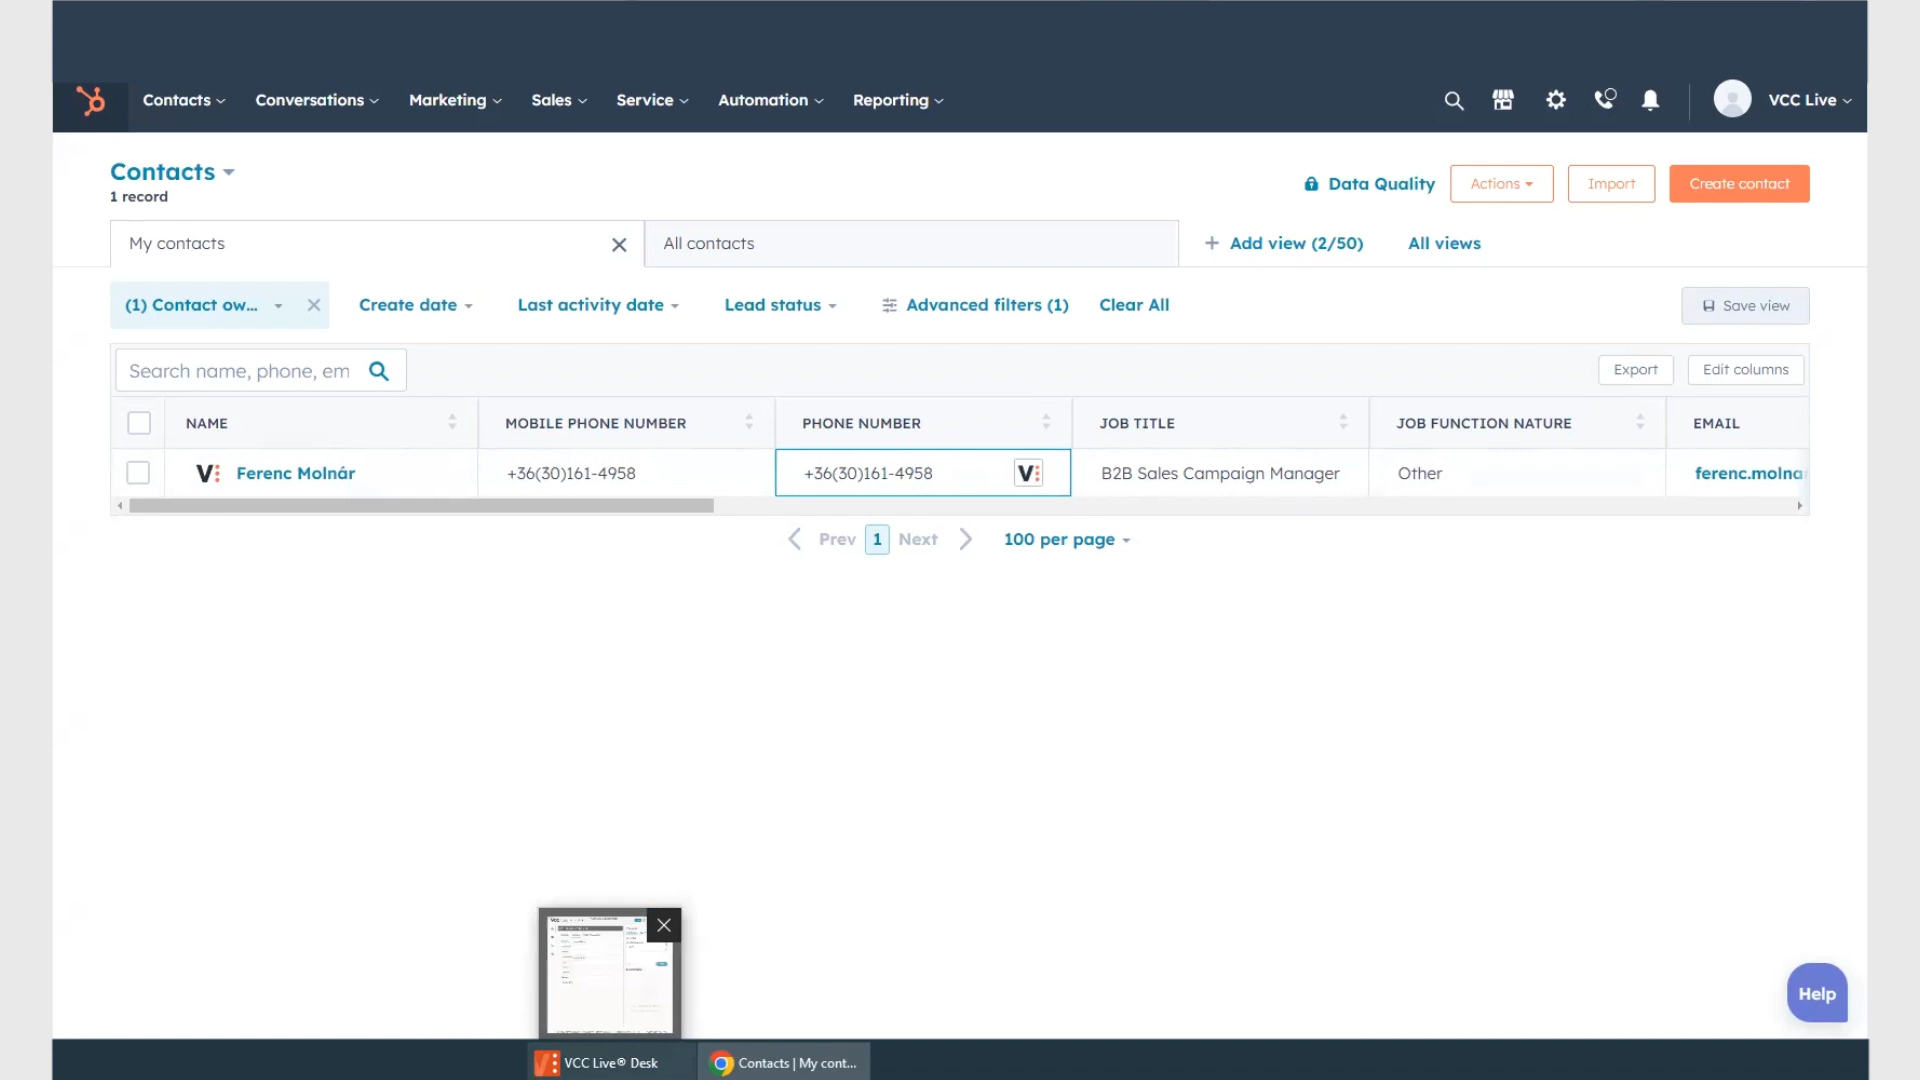 Contacts Conversations Marketing Sales Service Automation Reporting VCC Live
Contacts
1 record
Data Quality Actions Import Create contact
My contacts All contacts + Add view (2/50) All views
(1) Contact ow... Create date Last activity date Lead status Advanced filters (1) Clear All Save view
Search name, phone, em Export Edit columns
NAME MOBILE PHONE NUMBER PHONE NUMBER JOB TITLE JOB FUNCTION NATURE EMAIL
V: Ferenc Molnár +36(30)161-4958 +36(30)161-4958 V: B2B Sales Campaign Manager Other ferenc.molna
Prev 1 Next 100 per page
Help
VCC Live® Desk Contacts | My cont...